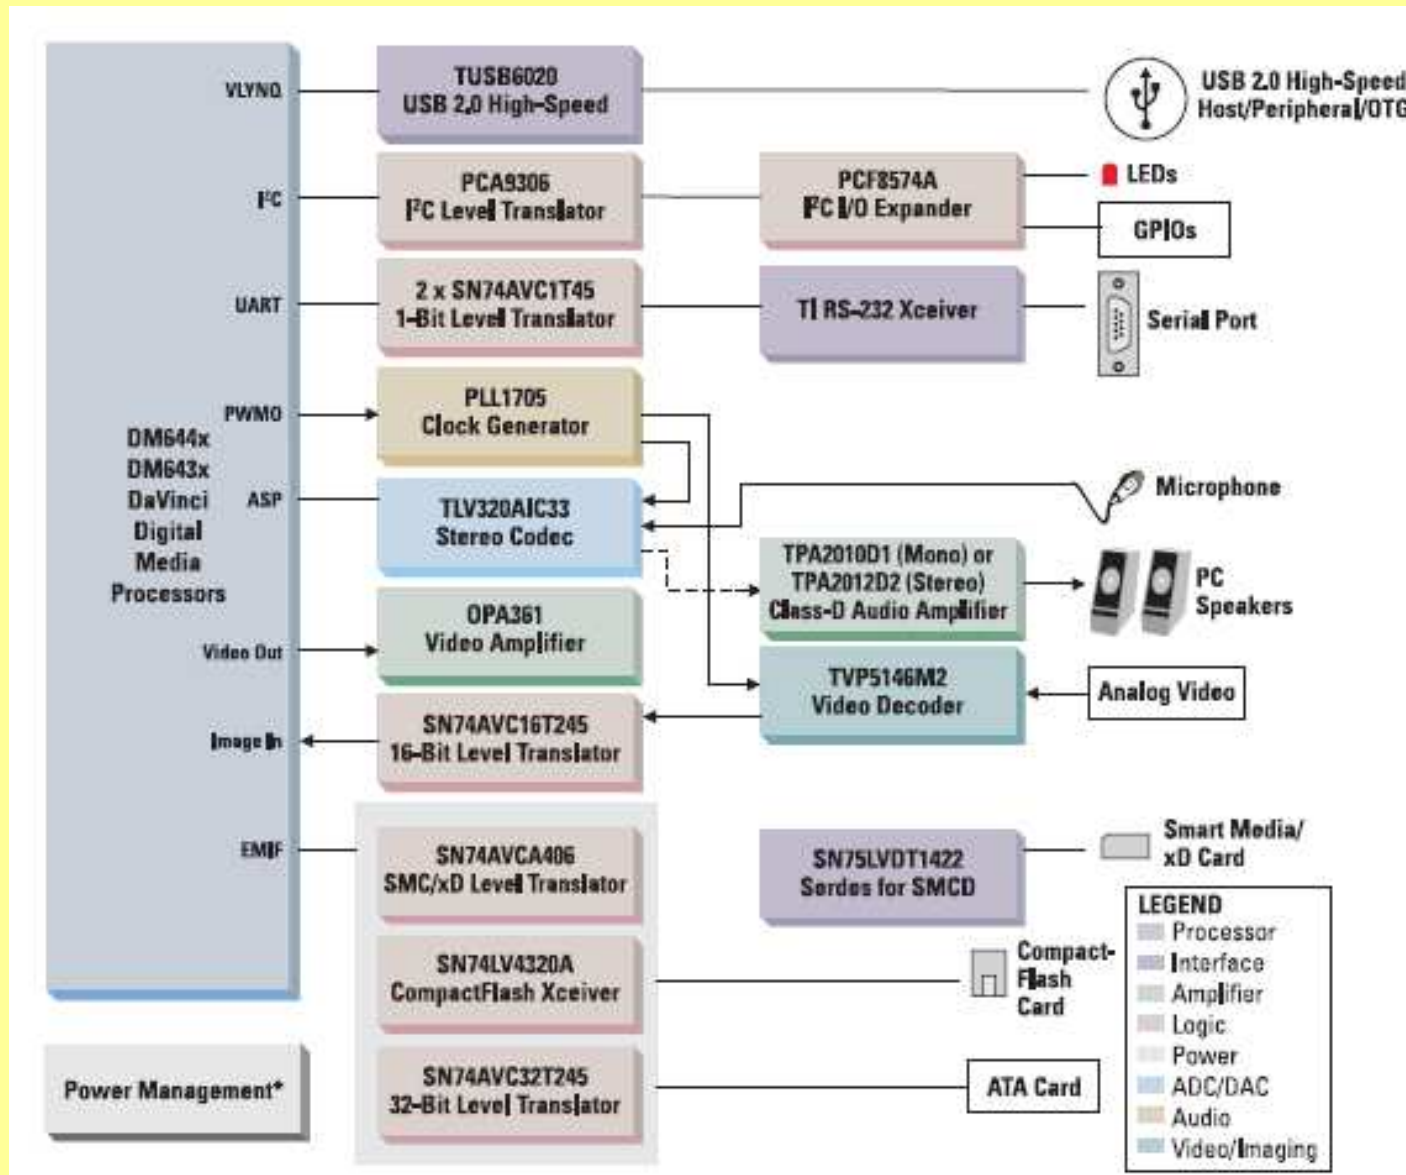 VLYNQ
TUSB6020
USB 2.0 High-Speed
USB 2.0 High-Speed
Host/Peripheral/OTG
I²C
PCA9306
I²C Level Translator
PCF8574A
I²C I/O Expander
LEDs
GPIOs
UART
2 x SN74AVC1T45
1-Bit Level Translator
TI RS-232 Xceiver
Serial Port
PWMO
PLL1705
Clock Generator
DM644x
DM643x
DaVinci
Digital
Media
Processors
ASP
TLV320AIC33
Stereo Codec
Microphone
TPA2010D1 (Mono) or
TPA2012D2 (Stereo)
Class-D Audio Amplifier
PC
Speakers
Video Out
OPA361
Video Amplifier
TVP5146M2
Video Decoder
Analog Video
Image In
SN74AVC16T245
16-Bit Level Translator
EMIF
SN74AVCA406
SMC/xD Level Translator
SN75LVDT1422
Serdes for SMCD
Smart Media/
xD Card
SN74LV4320A
CompactFlash Xceiver
Compact-
Flash
Card
SN74AVC32T245
32-Bit Level Translator
ATA Card
Power Management*
LEGEND
Processor
Interface
Amplifier
Logic
Power
ADC/DAC
Audio
Video/Imaging